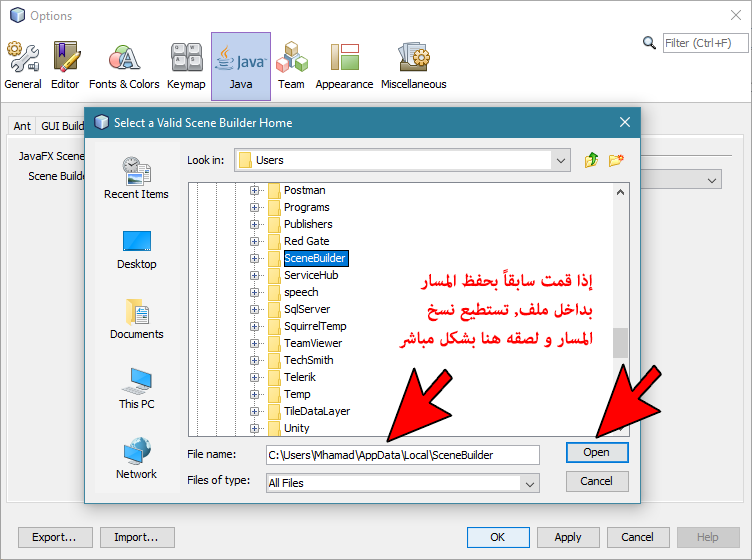 Options
Filter (Ctrl+F)
General
Editor
Fonts & Colors
Keymap
Java
Java
Team
Appearance
Miscellaneous
Select a Valid Scene Builder Home
Ant
GUI Build
JavaFX Scene
Scene Builde
Look in:
Users
Recent Items
Desktop
Documents
This PC
Network
Postman
Programs
Publishers
Red Gate
SceneBuilder
ServiceHub
speech
SqlServer
SquirrelTemp
TeamViewer
TechSmith
Telerik
Temp
TileDataLayer
Unity
إذا قمت سابقاً بحفظ المسار
بداخل ملف, تستطيع نسخ
المسار و لصقه هنا بشكل مباشر
File name:
C:\Users\Mhamad\AppData\Local\SceneBuilder
Open
Files of type:
All Files
Cancel
Export...
Import...
OK
Apply
Cancel
Help